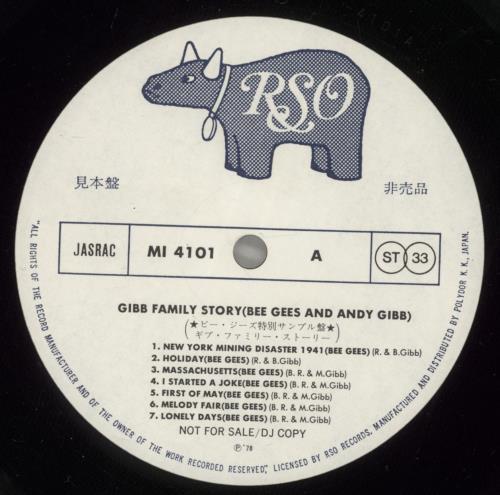 RSO
見本盤
非売品
JASRAC
MI 4101
A
ST 33
GIBB FAMILY STORY(BEE GEES AND ANDY GIBB)
(★ビー・ジーズ特別サンプル盤★)
ギブ・ファミリー・ストーリー
1. NEW YORK MINING DISASTER 1941(BEE GEES) (R. & B.Gibb)
2. HOLIDAY(BEE GEES) (R. & B.Gibb)
3. MASSACHUSETTS(BEE GEES) (B. R. & M.Gibb)
4. I STARTED A JOKE(BEE GEES) (B. R. & M.Gibb)
5. FIRST OF MAY(BEE GEES) (B. R. & M.Gibb)
6. MELODY FAIR(BEE GEES) (B. R. & M.Gibb)
7. LONELY DAYS(BEE GEES) (B. R. & M.Gibb)
NOT FOR SALE/DJ COPY
℗'78
"ALL RIGHTS OF THE RECORD MANUFACTURER AND OF THE OWNER OF THE WORK RECORDED RESERVED", LICENSED BY RSO RECORDS, MANUFACTURED AND DISTRIBUTED BY POLYDOR K. K., JAPAN.